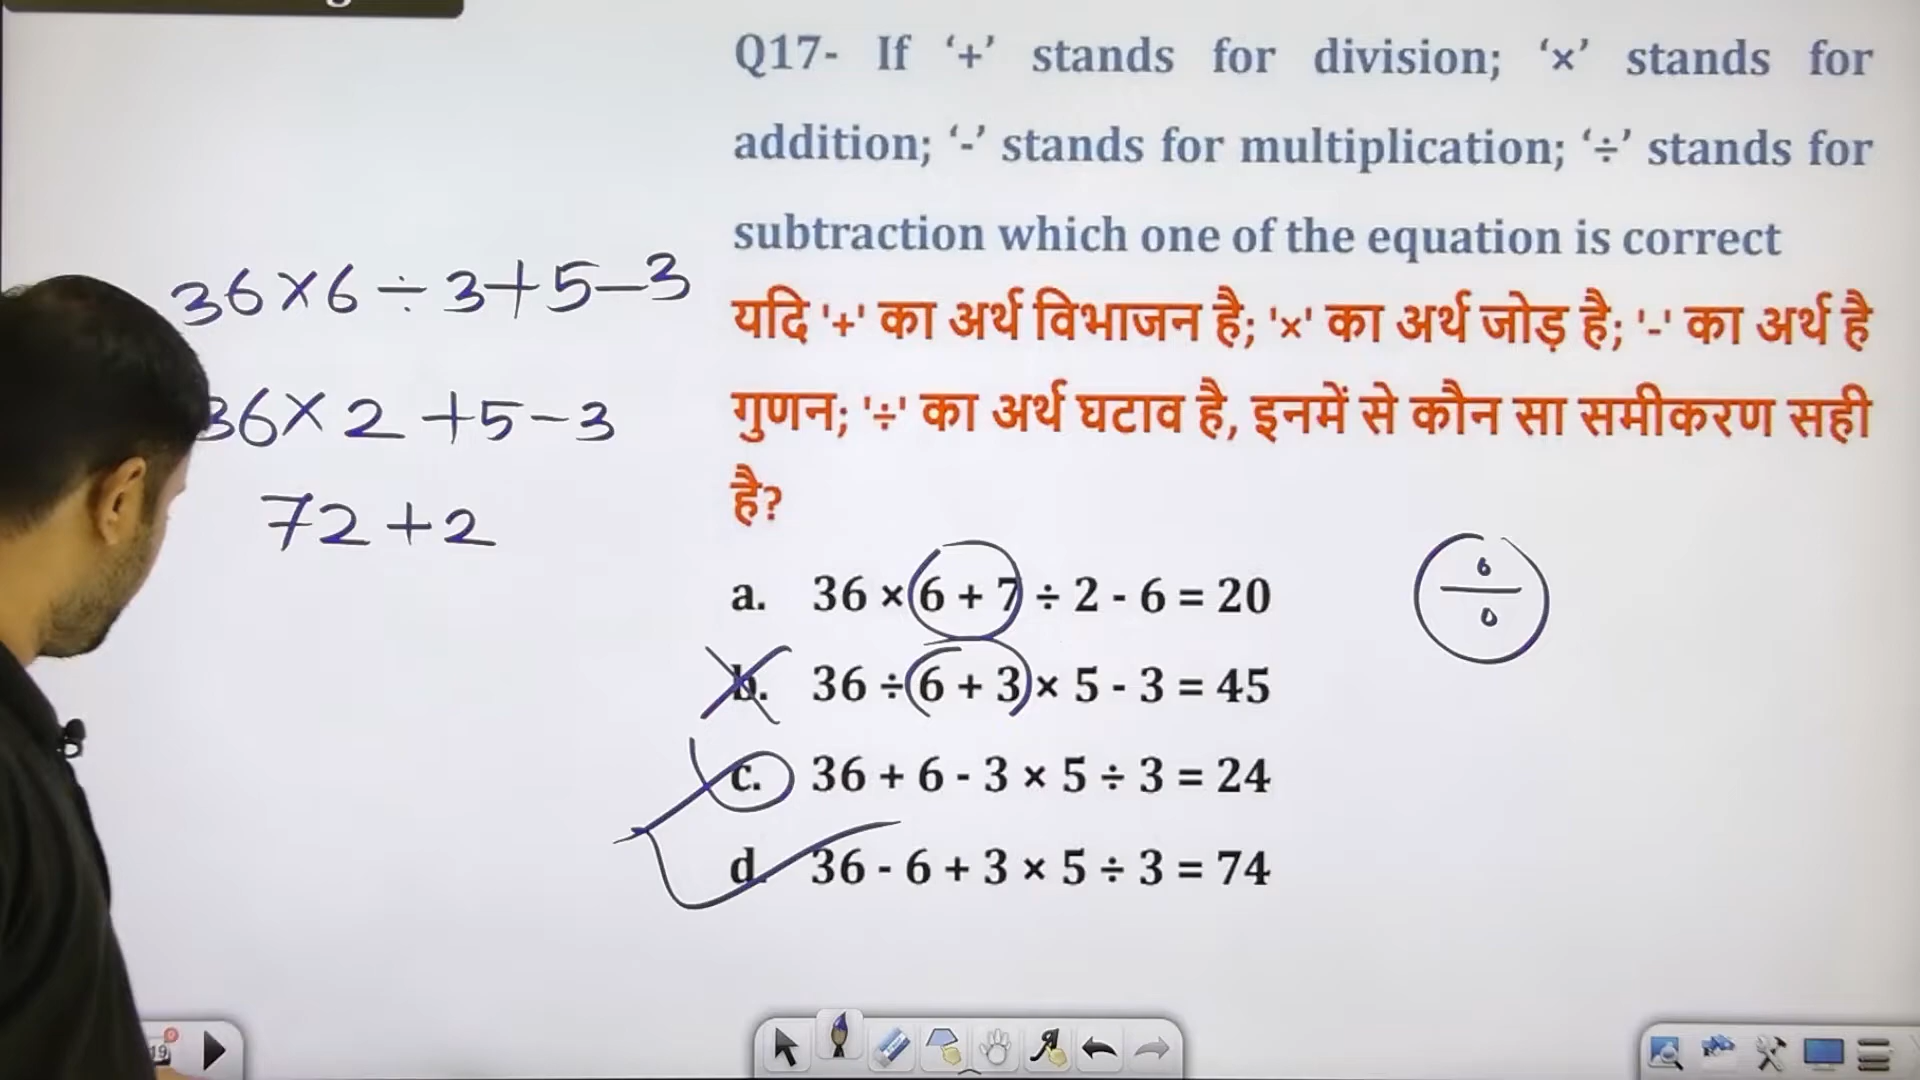 Q17- If ‘+’ stands for division; ‘×’ stands for
addition; ‘-’ stands for multiplication; ‘÷’ stands for
subtraction which one of the equation is correct
यदि '+' का अर्थ विभाजन है; '×' का अर्थ जोड़ है; '-' का अर्थ है
गुणन; '÷' का अर्थ घटाव है, इनमें से कौन सा समीकरण सही
है?
a. 36 × 6 + 7 ÷ 2 - 6 = 20
b. 36 ÷ 6 + 3 × 5 - 3 = 45
c. 36 + 6 - 3 × 5 ÷ 3 = 24
d. 36 - 6 + 3 × 5 ÷ 3 = 74
36×6÷3+5-3
36×2+5-3
72+2
19